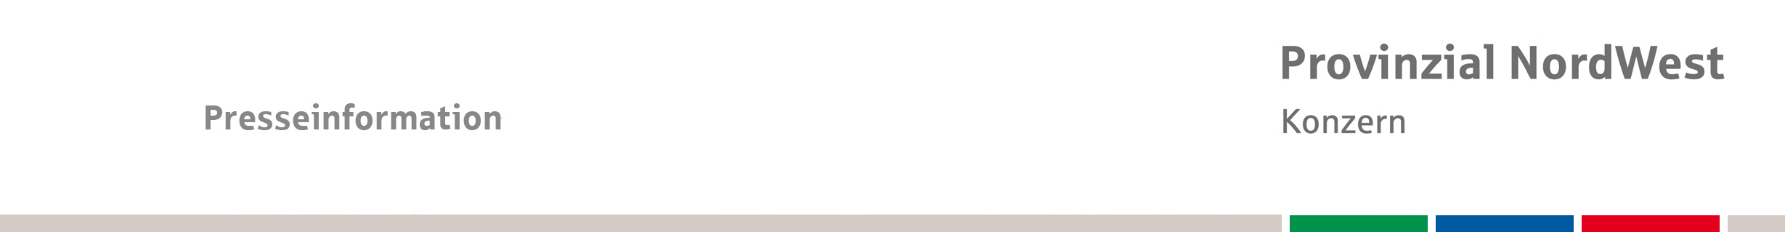 Provinzial NordWest
Presseinformation
Konzern